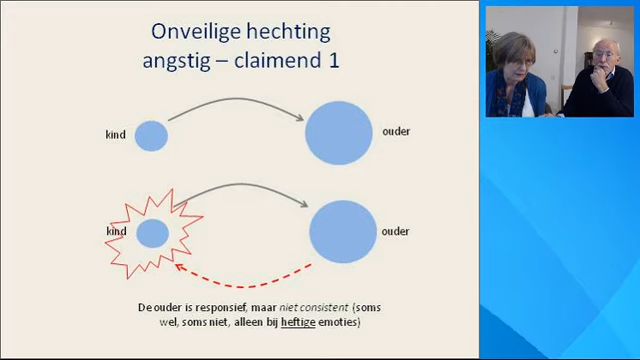 Onveilige hechting
angstig – claimend 1
kind
ouder
kind
ouder
De ouder is responsief, maar niet consistent (soms
wel, soms niet, alleen bij heftige emoties)